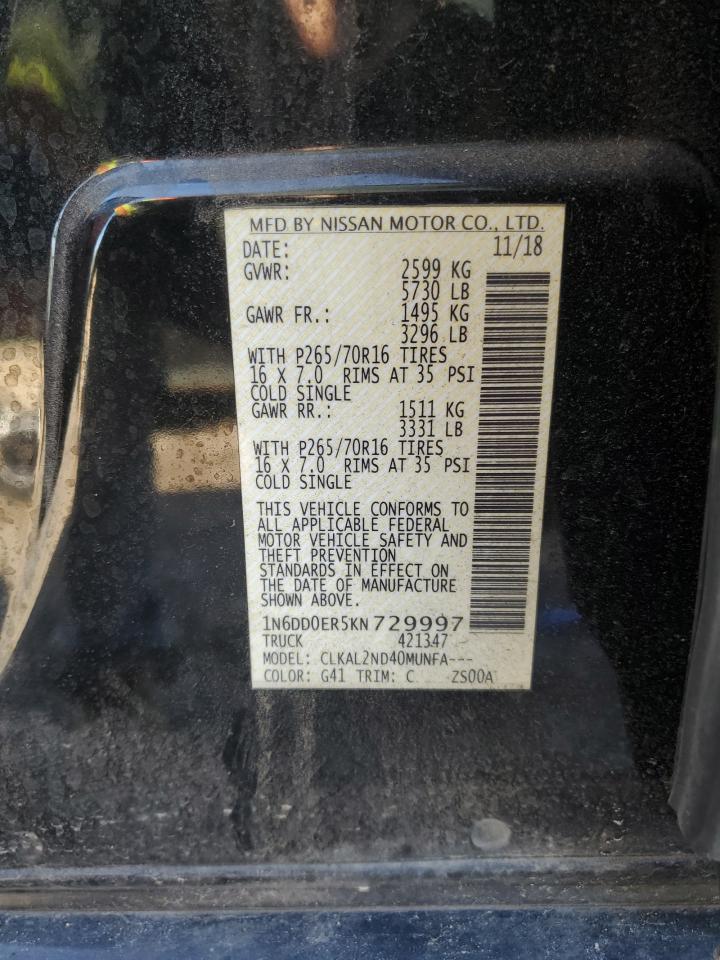 MFD BY NISSAN MOTOR CO., LTD.
DATE: 11/18
GVWR: 2599 KG
5730 LB
GAWR FR.: 1495 KG
3296 LB
WITH P265/70R16 TIRES
16 X 7.0 RIMS AT 35 PSI
COLD SINGLE
GAWR RR.: 1511 KG
3331 LB
WITH P265/70R16 TIRES
16 X 7.0 RIMS AT 35 PSI
COLD SINGLE
THIS VEHICLE CONFORMS TO
ALL APPLICABLE FEDERAL
MOTOR VEHICLE SAFETY AND
THEFT PREVENTION
STANDARDS IN EFFECT ON
THE DATE OF MANUFACTURE
SHOWN ABOVE.
1N6DD0ER5KN729997
TRUCK 421347
MODEL: CLKAL2ND40MUNFA---
COLOR: G41 TRIM: C ZS00A